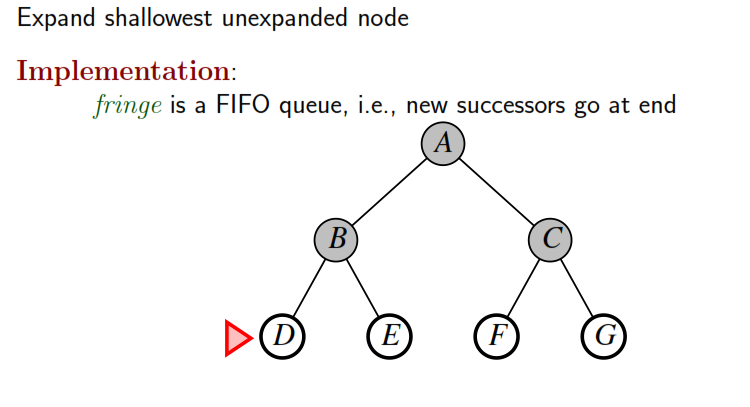 Expand shallowest unexpanded node
Implementation:
fringe is a FIFO queue, i.e., new successors go at end
A
B C
D E F G